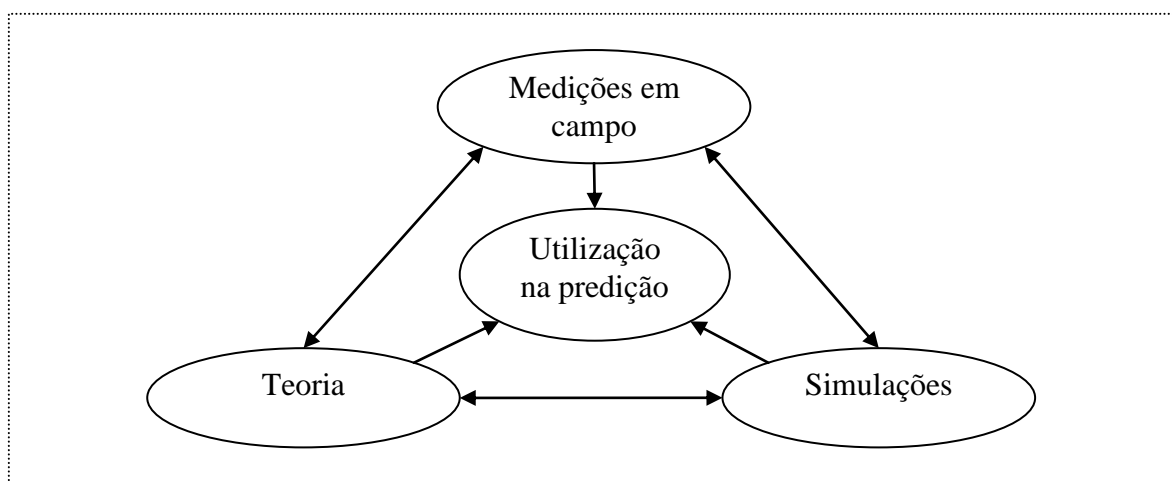 Medições em
campo
Utilização
na predição
Teoria
Simulações